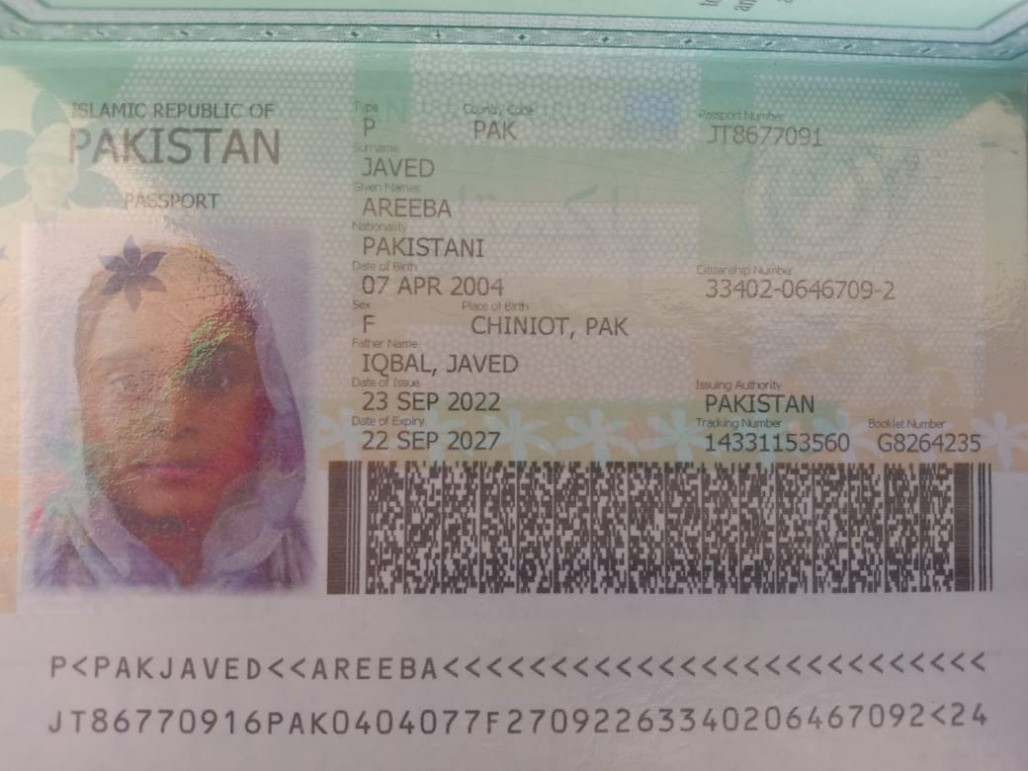 ISLAMIC REPUBLIC OF
PAKISTAN
PASSPORT
Type Country Code Passport Number
P PAK JT8677091
Surname
JAVED
Given Names
AREEBA
Nationality
PAKISTANI
Date of Birth Citizenship Number
07 APR 2004 33402-0646709-2
Sex Place of Birth
F CHINIOT, PAK
Father Name
IQBAL, JAVED
Date of Issue Issuing Authority
23 SEP 2022 PAKISTAN
Date of Expiry Tracking Number Booklet Number
22 SEP 2027 14331153560 G8264235
P<PAKJAVED<<AREEBA<<<<<<<<<<<<<<<<<<<<<<<<<<
JT86770916PAK0404077F27092263340206467092<24